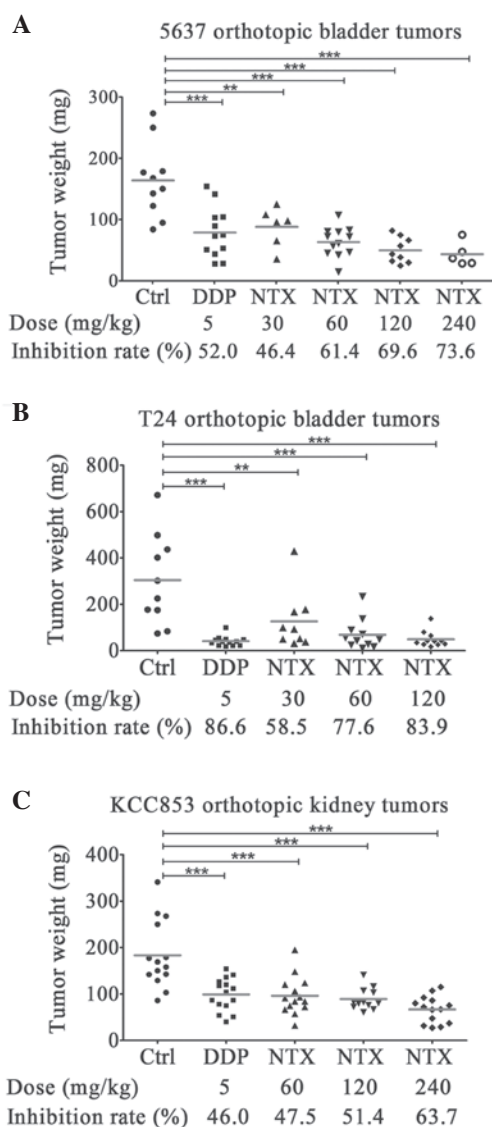 A
5637 orthotopic bladder tumors
***
***
***
**
***
300
200
100
0
Tumor weight (mg)
Ctrl DDP NTX NTX NTX NTX
Dose (mg/kg) 5 30 60 120 240
Inhibition rate (%) 52.0 46.4 61.4 69.6 73.6
B
T24 orthotopic bladder tumors
***
***
**
***
800
600
400
200
0
Tumor weight (mg)
Ctrl DDP NTX NTX NTX
Dose (mg/kg) 5 30 60 120
Inhibition rate (%) 86.6 58.5 77.6 83.9
C
KCC853 orthotopic kidney tumors
***
***
***
***
400
300
200
100
0
Tumor weight (mg)
Ctrl DDP NTX NTX NTX
Dose (mg/kg) 5 60 120 240
Inhibition rate (%) 46.0 47.5 51.4 63.7